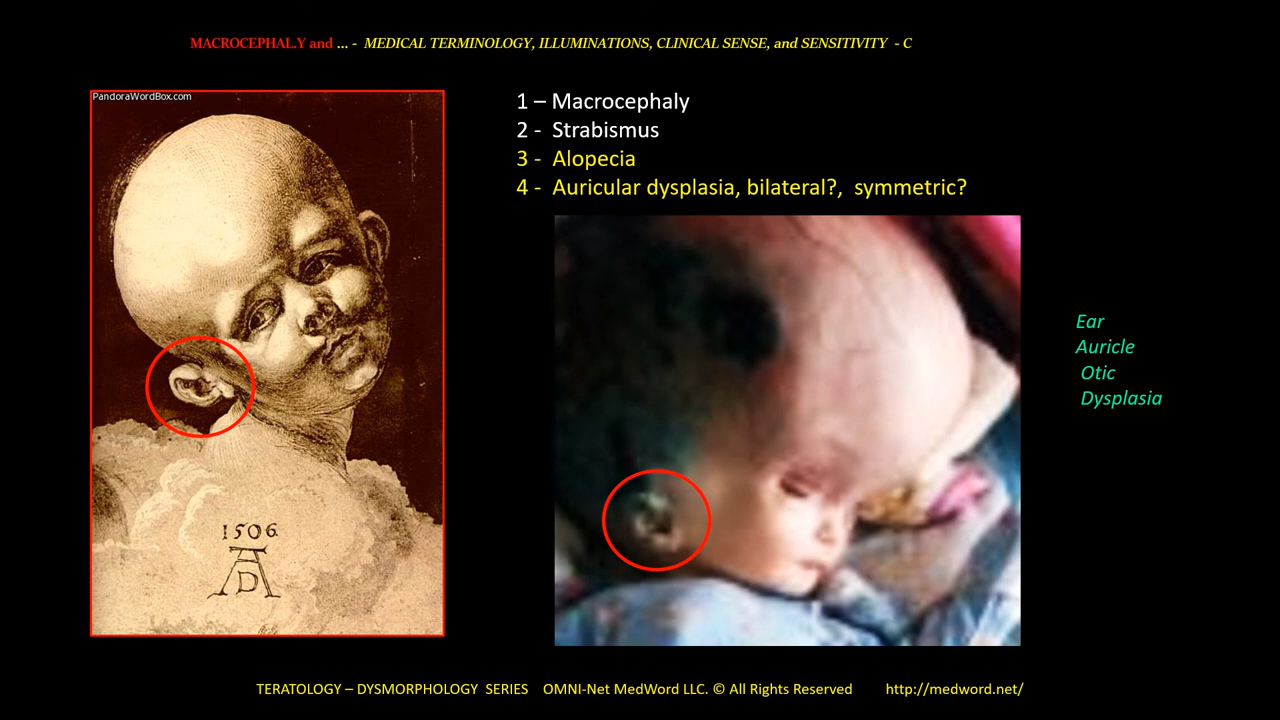 MACROCEPHAL.Y and ... - MEDICAL TERMINOLOGY, ILLUMINATIONS, CLINICAL SENSE, and SENSITIVITY - C
PandoraWordBox.com
1 – Macrocephaly
2 - Strabismus
3 - Alopecia
4 - Auricular dysplasia, bilateral?, symmetric?
Ear
Auricle
Otic
Dysplasia
1506
AD
TERATOLOGY – DYSMORPHOLOGY SERIES OMNI-Net MedWord LLC. © All Rights Reserved http://medword.net/